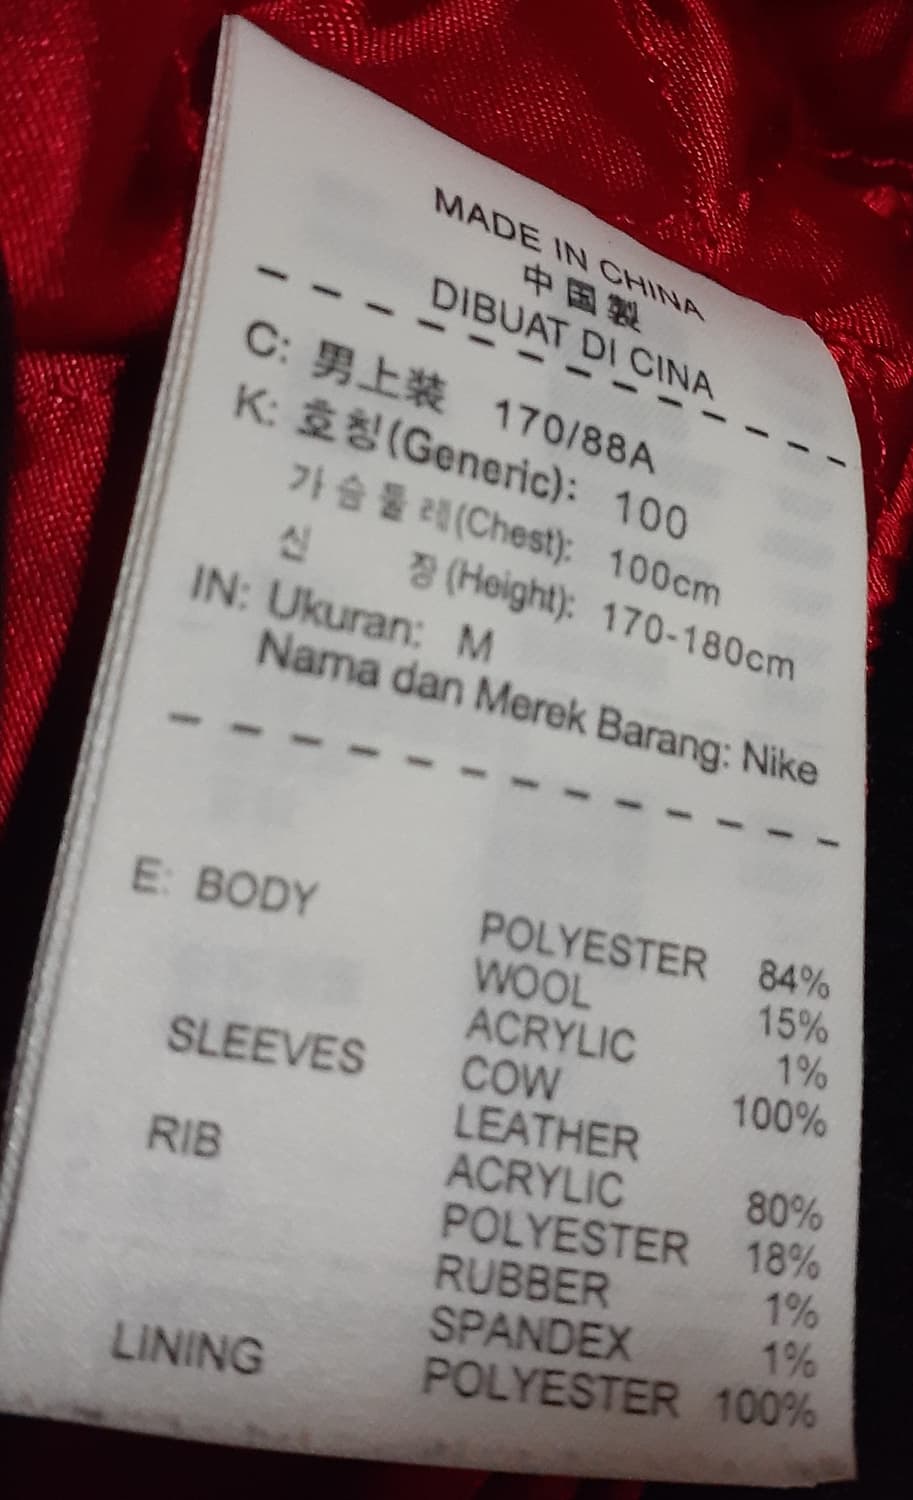 MADE IN CHINA
中国製
DIBUAT DI CINA
C: 男上装 170/88A
K: 호칭(Generic): 100
가슴둘레(Chest): 100cm
신 장(Height): 170-180cm
IN: Ukuran: M
Nama dan Merek Barang: Nike
E: BODY
POLYESTER 84%
WOOL 15%
ACRYLIC 1%
SLEEVES COW 100%
LEATHER
RIB ACRYLIC 80%
POLYESTER 18%
RUBBER 1%
SPANDEX 1%
LINING POLYESTER 100%